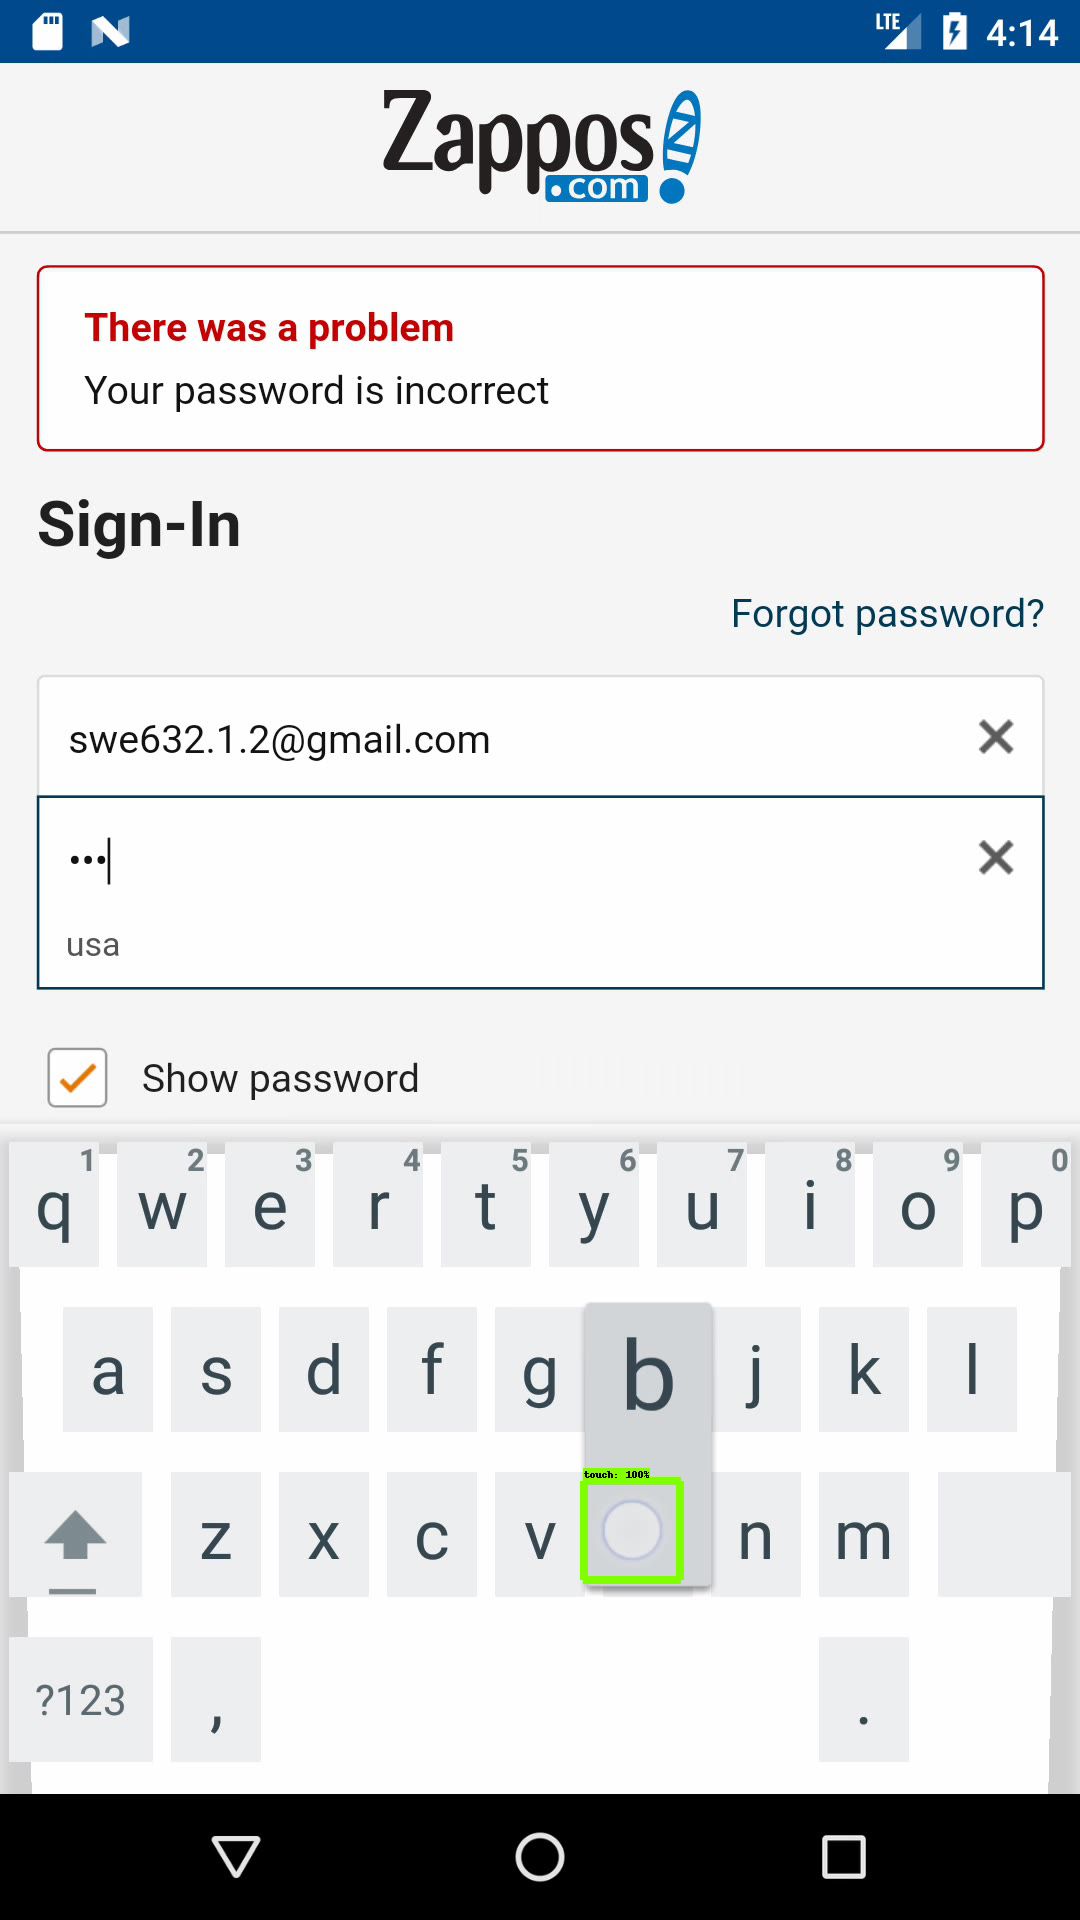 LTE 4:14
Zappos
.com
There was a problem
Your password is incorrect
Sign-In
Forgot password?
swe632.1.2@gmail.com
•••
usa
Show password
1 2 3 4 5 6 7 8 9 0
q w e r t y u i o p
a s d f g b j k l
touch: 100%
z x c v n m
?123 , .